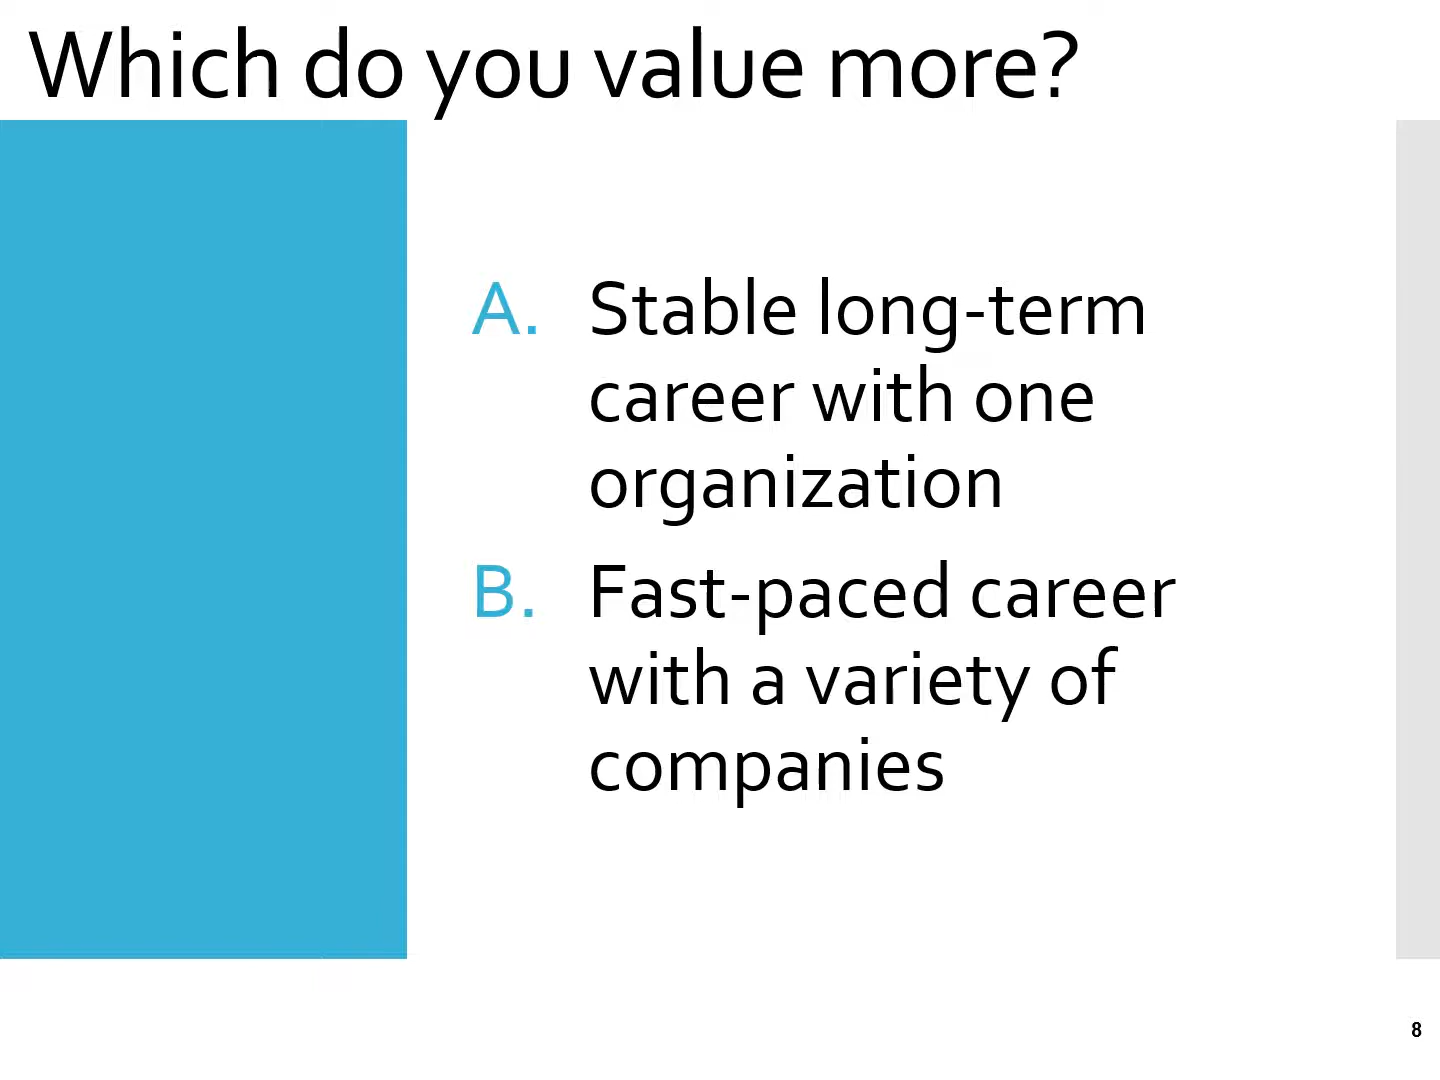 Which do you value more?
A. Stable long-term
career with one
organization
B. Fast-paced career
with a variety of
companies
8